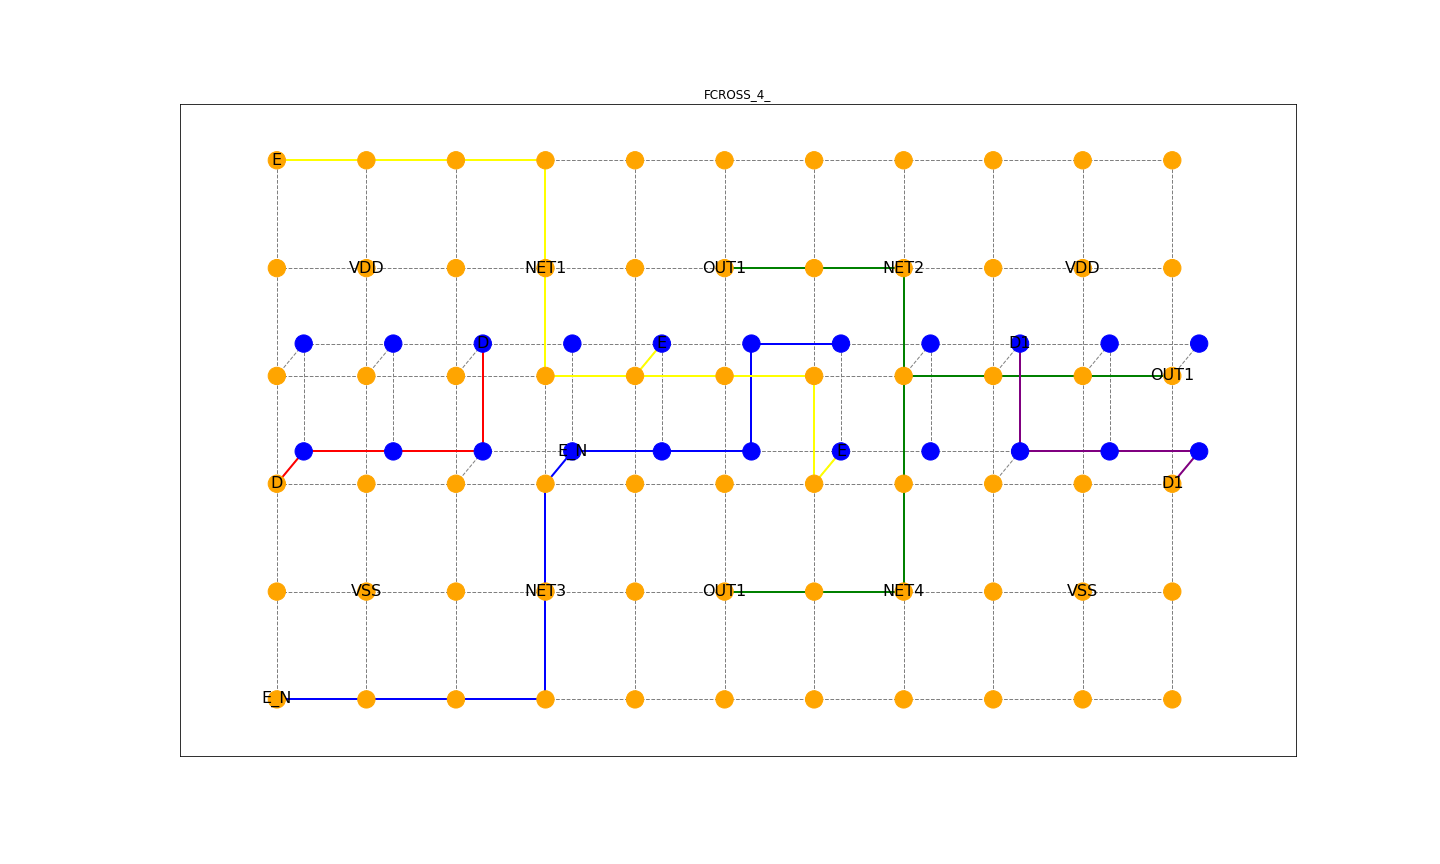 FCROSS_4_
E
VDD NET1 OUT1 NET2 VDD
D E D1
OUT1
E_N E
D D1
VSS NET3 OUT1 NET4 VSS
E_N